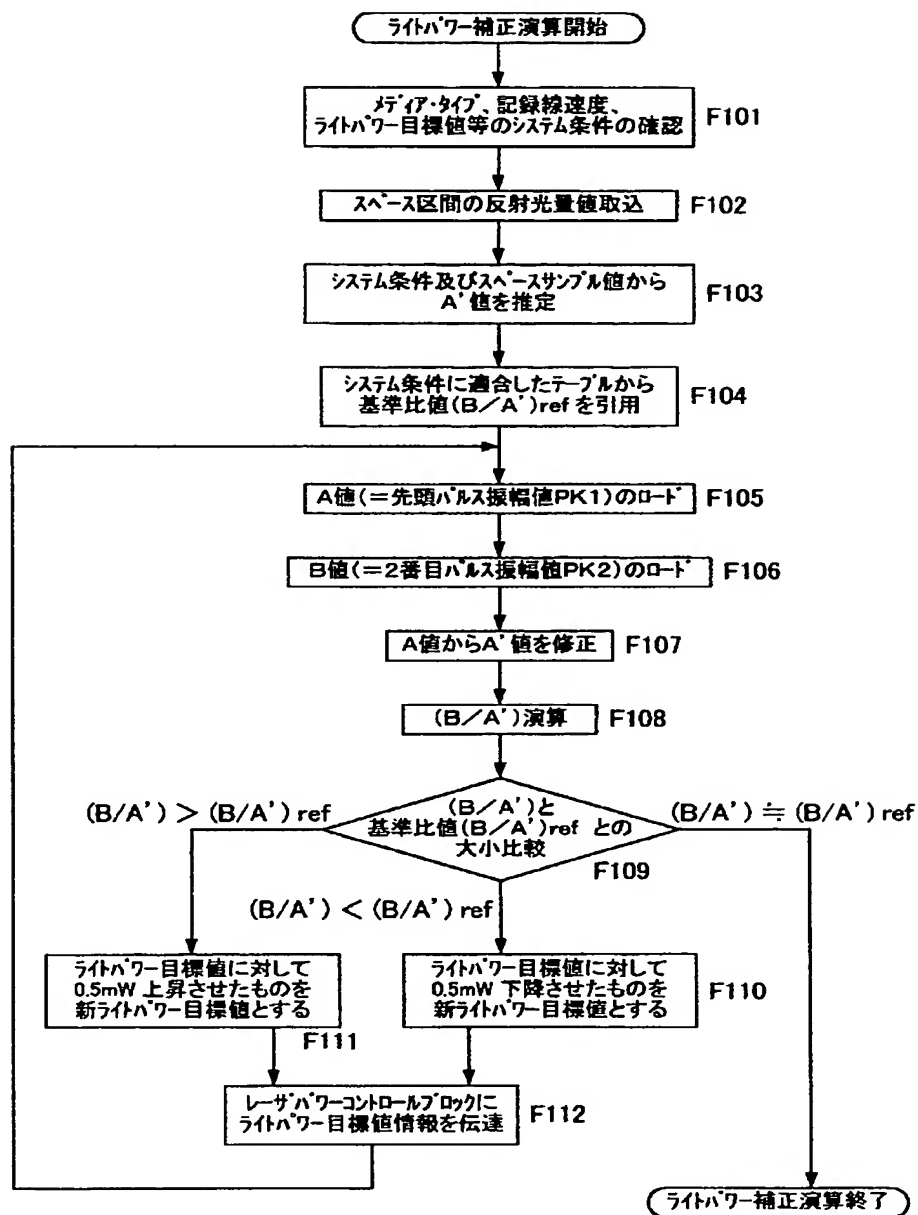 ライトパワー補正演算開始
メディア・タイプ、記録線速度、
ライトパワー目標値等のシステム条件の確認
F101
スペース区間の反射光量値取込
F102
システム条件及びスペースサンプル値から
A'値を推定
F103
システム条件に適合したテーブルから
基準比値(B/A')refを引用
F104
A値(=先頭パルス振幅値PK1)のロード
F105
B値(=2番目パルス振幅値PK2)のロード
F106
A値からA'値を修正
F107
(B/A')演算
F108
(B/A')>(B/A')ref
(B/A')と
基準比値(B/A')refとの
大小比較
F109
(B/A')≒(B/A')ref
(B/A')<(B/A')ref
ライトパワー目標値に対して
0.5mW上昇させたものを
新ライトパワー目標値とする
F111
ライトパワー目標値に対して
0.5mW下降させたものを
新ライトパワー目標値とする
F110
レーザパワーコントロールブロックに
ライトパワー目標値情報を伝達
F112
ライトパワー補正演算終了